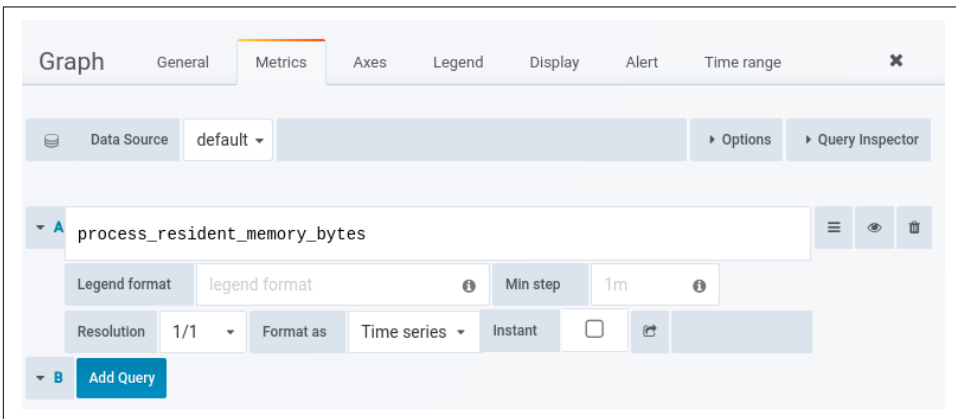 Graph General Metrics Axes Legend Display Alert Time range
Data Source default Options Query Inspector
A process_resident_memory_bytes
Legend format legend format Min step 1m
Resolution 1/1 Format as Time series Instant
B Add Query